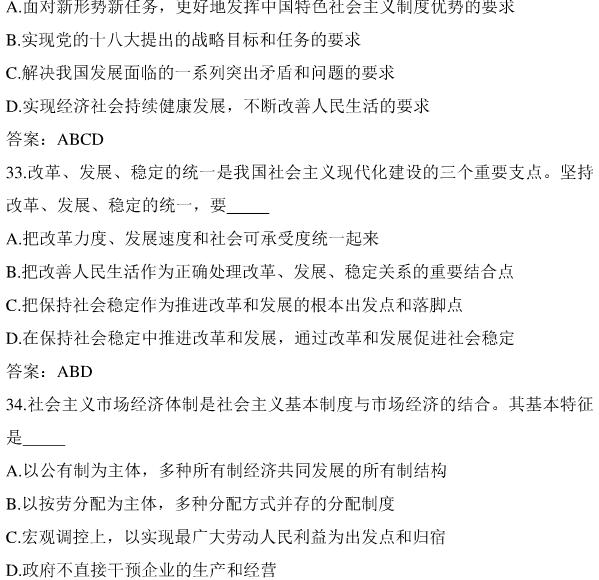 A.面对新形势新任务，更好地发挥中国特色社会主义制度优势的要求
B.实现党的十八大提出的战略目标和任务的要求
C.解决我国发展面临的一系列突出矛盾和问题的要求
D.实现经济社会持续健康发展，不断改善人民生活的要求
答案：ABCD
33.改革、发展、稳定的统一是我国社会主义现代化建设的三个重要支点。坚持
改革、发展、稳定的统一，要_____
A.把改革力度、发展速度和社会可承受度统一起来
B.把改善人民生活作为正确处理改革、发展、稳定关系的重要结合点
C.把保持社会稳定作为推进改革和发展的根本出发点和落脚点
D.在保持社会稳定中推进改革和发展，通过改革和发展促进社会稳定
答案：ABD
34.社会主义市场经济体制是社会主义基本制度与市场经济的结合。其基本特征
是_____
A.以公有制为主体，多种所有制经济共同发展的所有制结构
B.以按劳分配为主体，多种分配方式并存的分配制度
C.宏观调控上，以实现最广大劳动人民利益为出发点和归宿
D.政府不直接干预企业的生产和经营